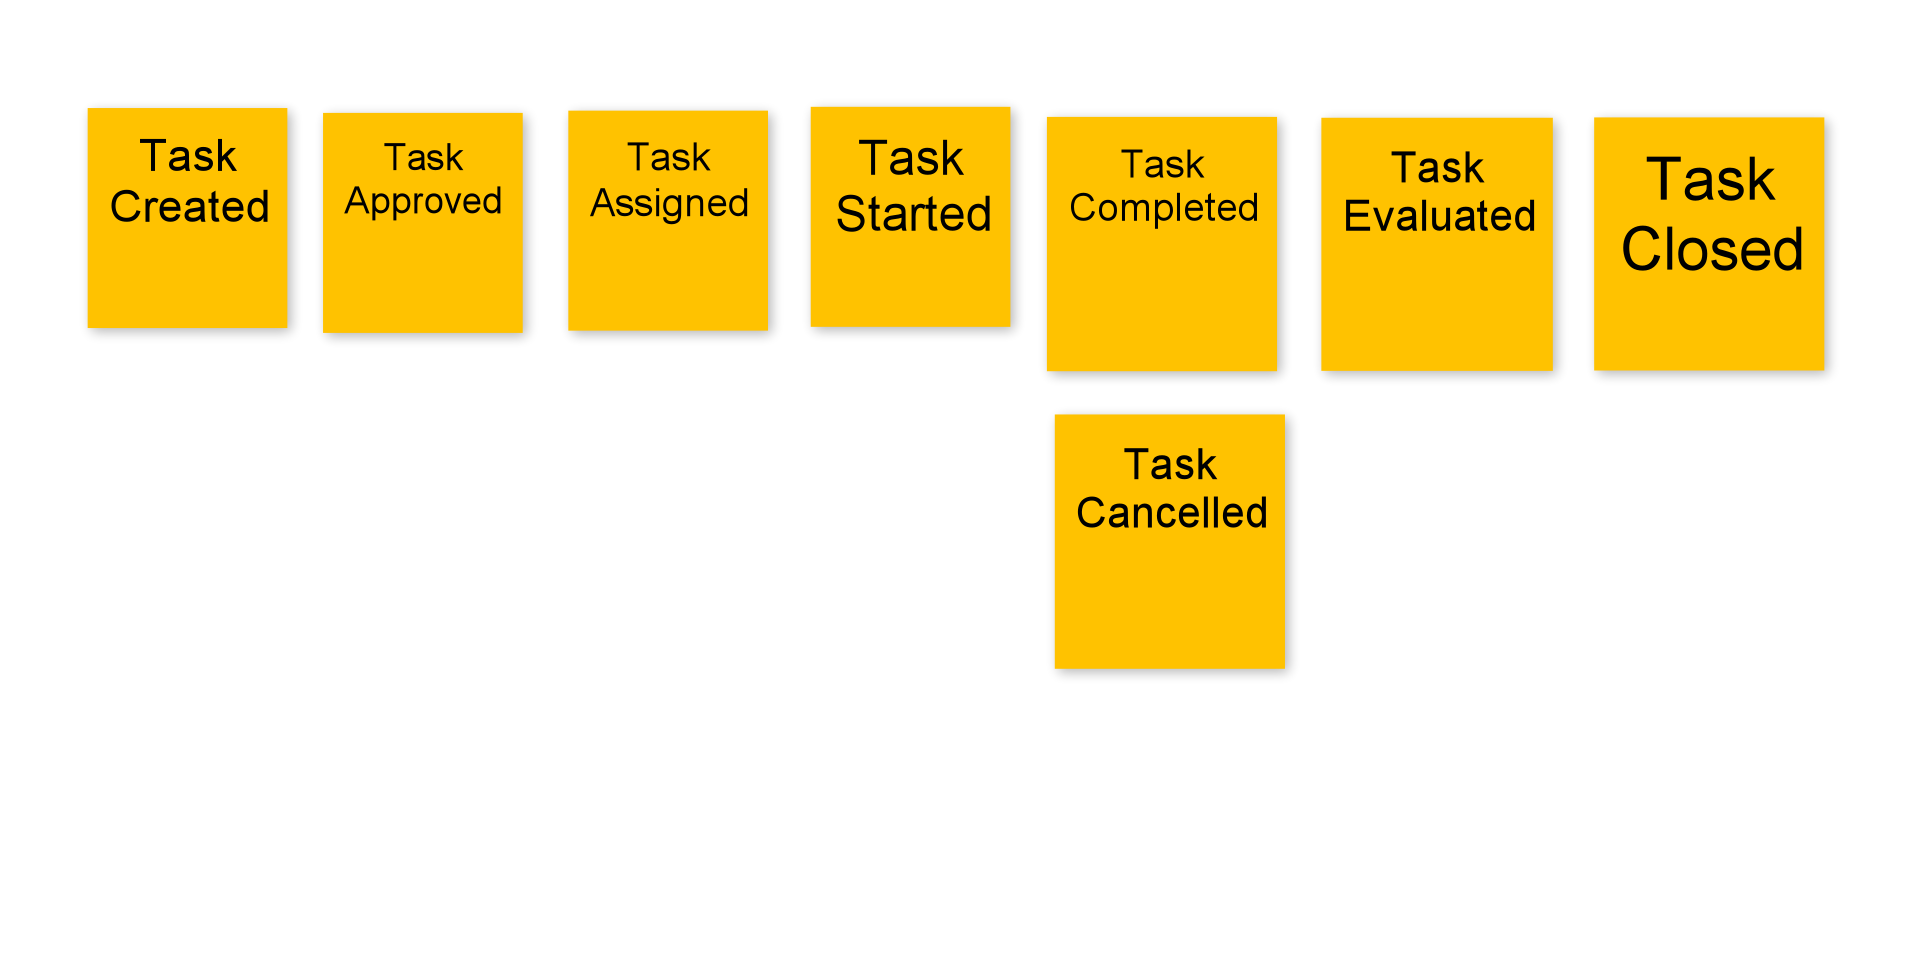 Task
Created
Task
Approved
Task
Assigned
Task
Started
Task
Completed
Task
Evaluated
Task
Closed
Task
Cancelled